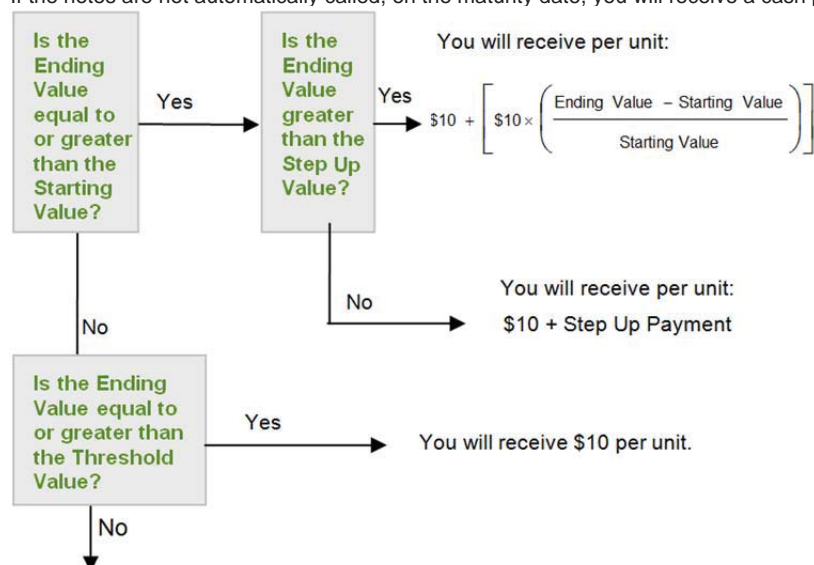 If the notes are not automatically called, on the maturity date, you will receive a cash
Is the
Ending
Value
equal to
or greater
than the
Starting
Value?
Yes
Is the
Ending
Value
greater
than the
Step Up
Value?
Yes
You will receive per unit:
$10 + [ $10 × ( Ending Value – Starting Value
Starting Value ) ]
No
You will receive per unit:
$10 + Step Up Payment
No
Is the Ending
Value equal to
or greater than
the Threshold
Value?
Yes
You will receive $10 per unit.
No